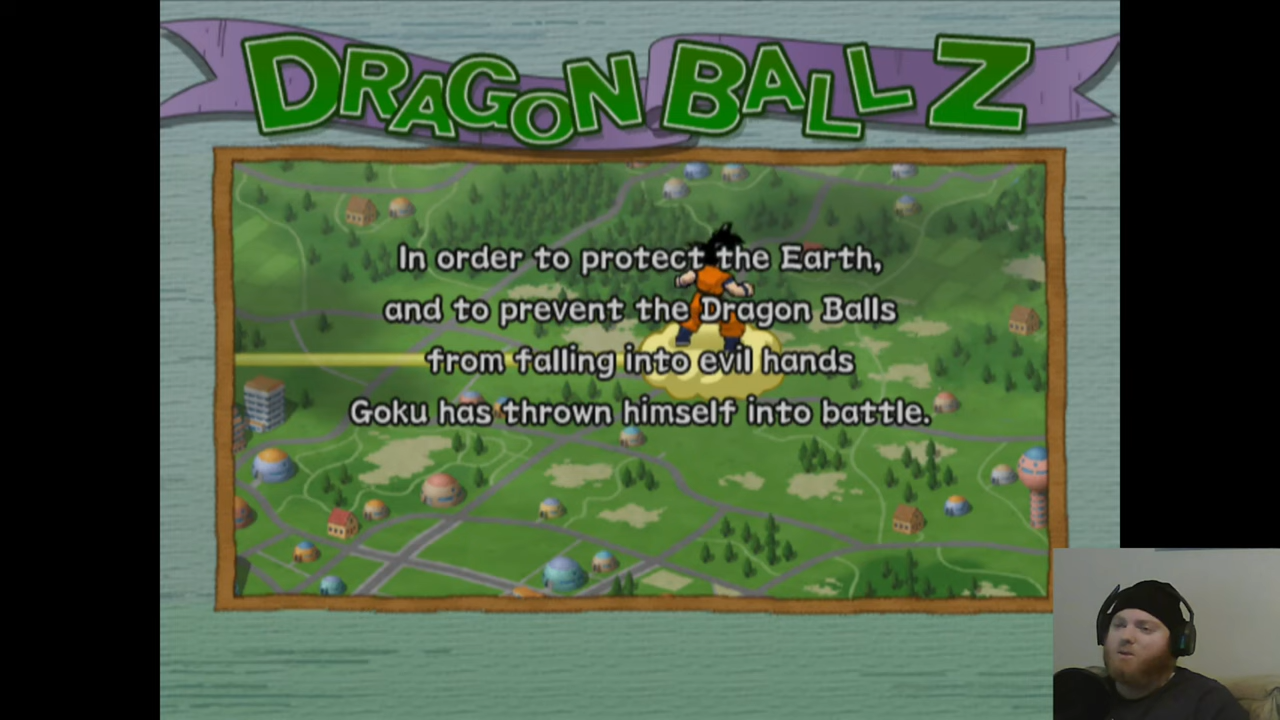 DRAGON BALL Z
In order to protect the Earth,
and to prevent the Dragon Balls
from falling into evil hands
Goku has thrown himself into battle.